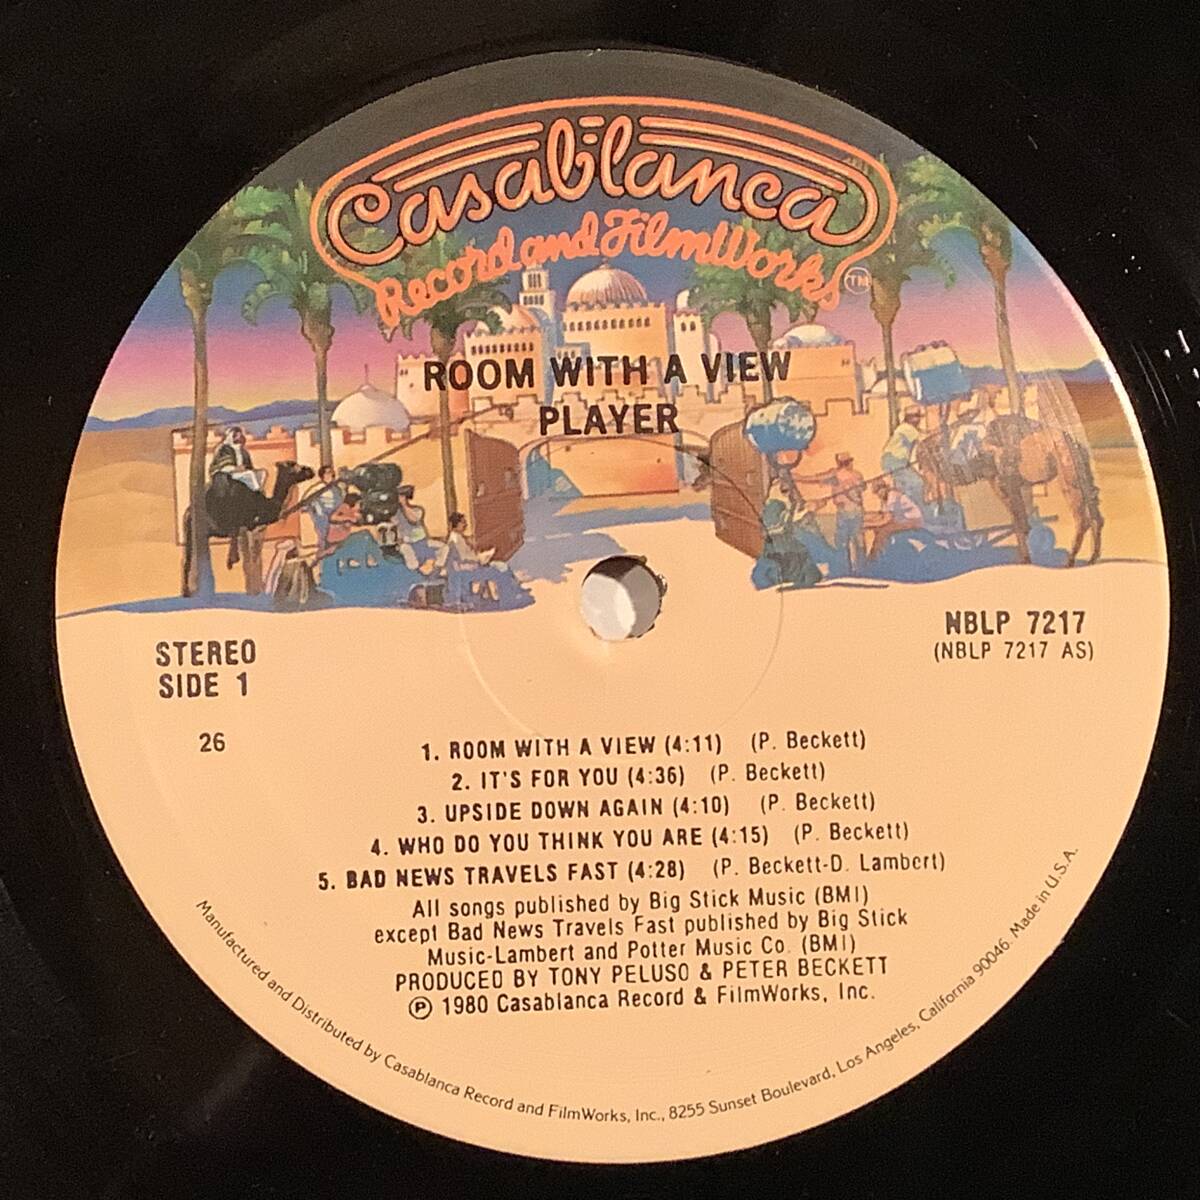 Casablanca
Record and FilmWorks TM
ROOM WITH A VIEW
PLAYER
STEREO
SIDE 1
26
NBLP 7217
(NBLP 7217 AS)
1. ROOM WITH A VIEW (4:11) (P. Beckett)
2. IT'S FOR YOU (4:36) (P. Beckett)
3. UPSIDE DOWN AGAIN (4:10) (P. Beckett)
4. WHO DO YOU THINK YOU ARE (4:15) (P. Beckett)
5. BAD NEWS TRAVELS FAST (4:28) (P. Beckett-D. Lambert)
All songs published by Big Stick Music (BMI)
except Bad News Travels Fast published by Big Stick
Music-Lambert and Potter Music Co. (BMI)
PRODUCED BY TONY PELUSO & PETER BECKETT
℗ 1980 Casablanca Record & FilmWorks, Inc.
Manufactured and Distributed by Casablanca Record and FilmWorks, Inc., 8255 Sunset Boulevard, Los Angeles, California 90046. Made in U.S.A.